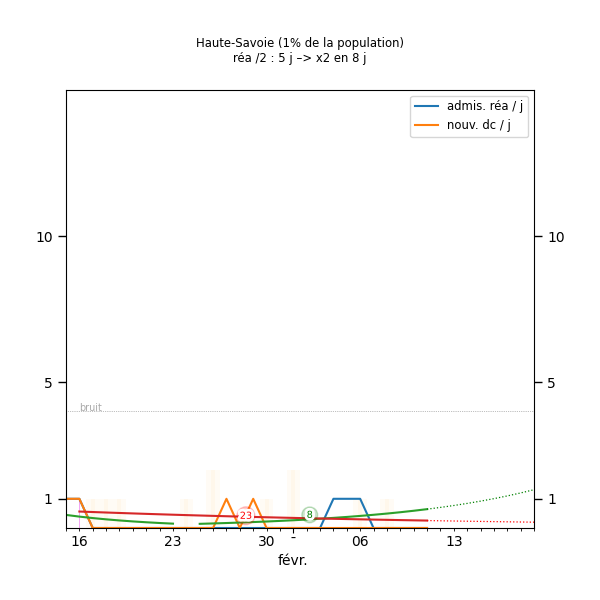 Haute-Savoie (1% de la population)
réa /2 : 5 j –> x2 en 8 j
admis. réa / j
nouv. dc / j
10
10
5
5
bruit
1
1
23
8
16
23
30
-
06
13
févr.